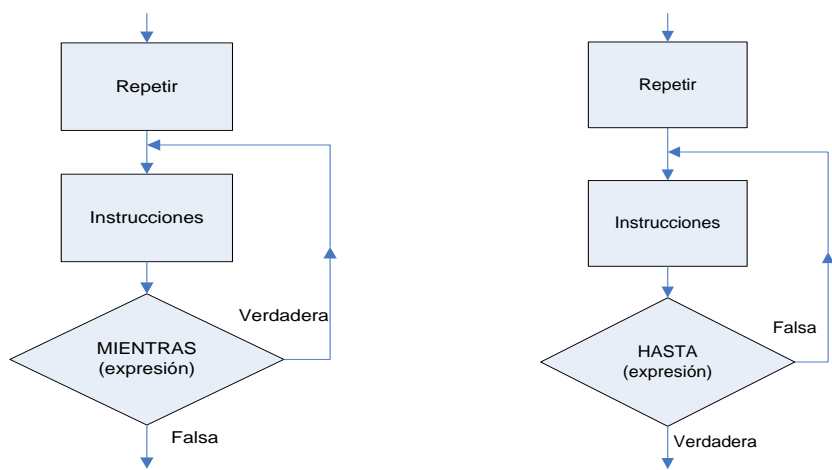 Repetir
Instrucciones
Verdadera
MIENTRAS
(expresión)
Falsa
Repetir
Instrucciones
Falsa
HASTA
(expresión)
Verdadera